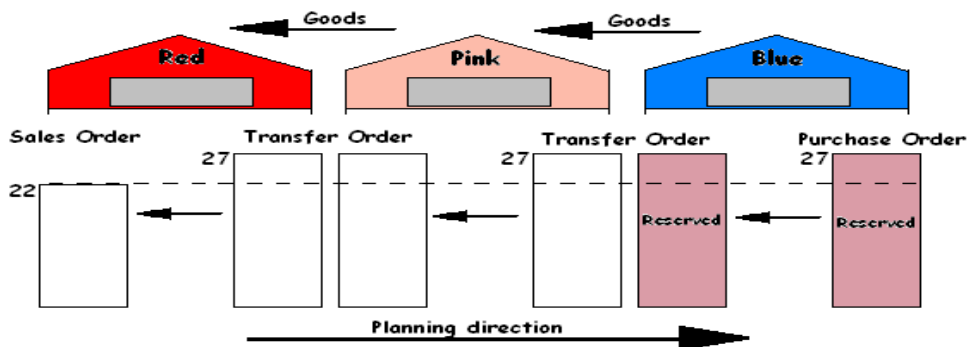 Goods
Goods
Red
Pink
Blue
Sales Order
Transfer Order
Transfer Order
Purchase Order
27
27
27
22
Reserved
Reserved
Planning direction